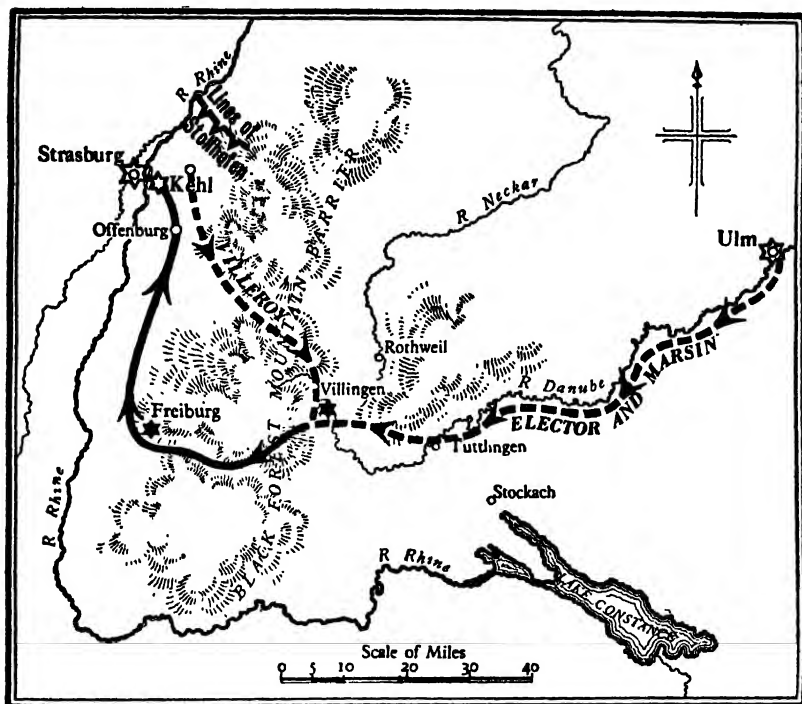 R Rhine
Lines of
Stollhofen
Strasburg
Kehl
Offenburg
VILLEROY
BLACK FOREST MOUNTAIN BARRIER
R Neckar
Ulm
Rothweil
Villingen
R Danube
ELECTOR AND MARSIN
Freiburg
Tuttlingen
Stockach
R Rhine
R Rhine
LAKE CONSTANCE
Scale of Miles
0 5 10 20 30 40